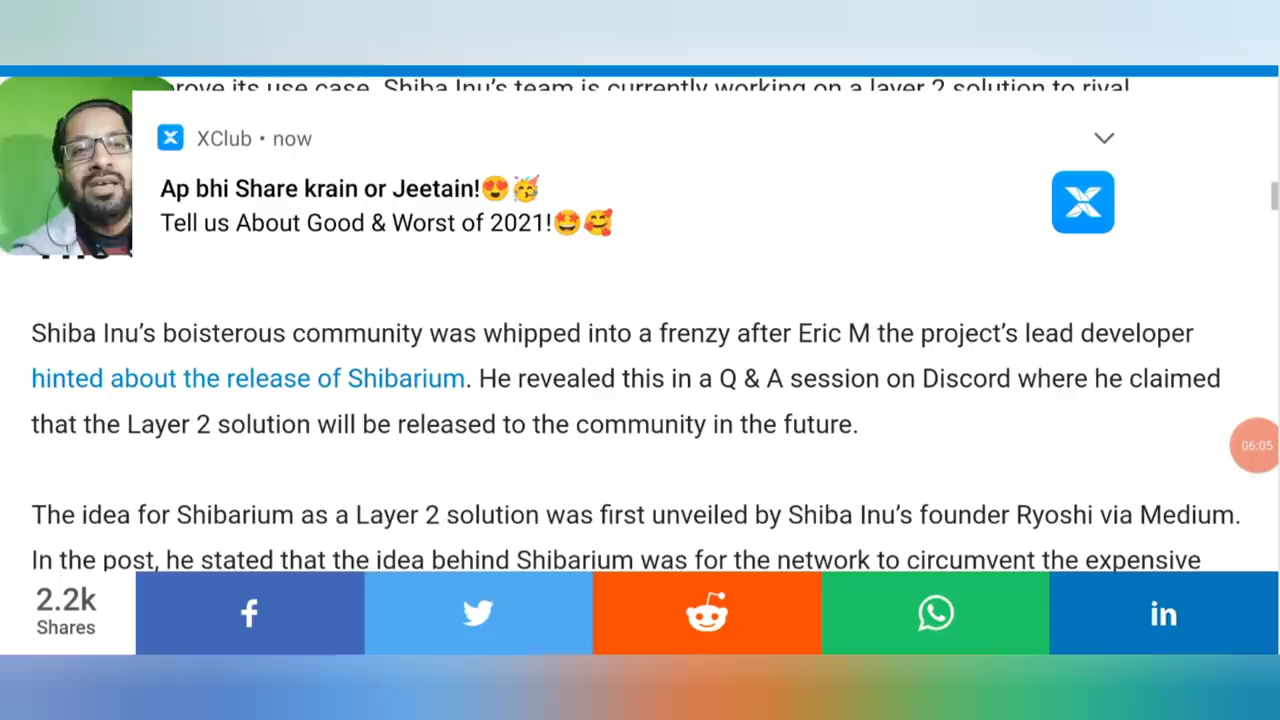 prove its use case, Shiba Inu's team is currently working on a layer 2 solution to rival
XClub • now
Ap bhi Share krain or Jeetain!😍🥳
Tell us About Good & Worst of 2021!🤩🥰
Shiba Inu’s boisterous community was whipped into a frenzy after Eric M the project’s lead developer
hinted about the release of Shibarium. He revealed this in a Q & A session on Discord where he claimed
that the Layer 2 solution will be released to the community in the future.
06:05
The idea for Shibarium as a Layer 2 solution was first unveiled by Shiba Inu’s founder Ryoshi via Medium.
In the post, he stated that the idea behind Shibarium was for the network to circumvent the expensive
2.2k
Shares